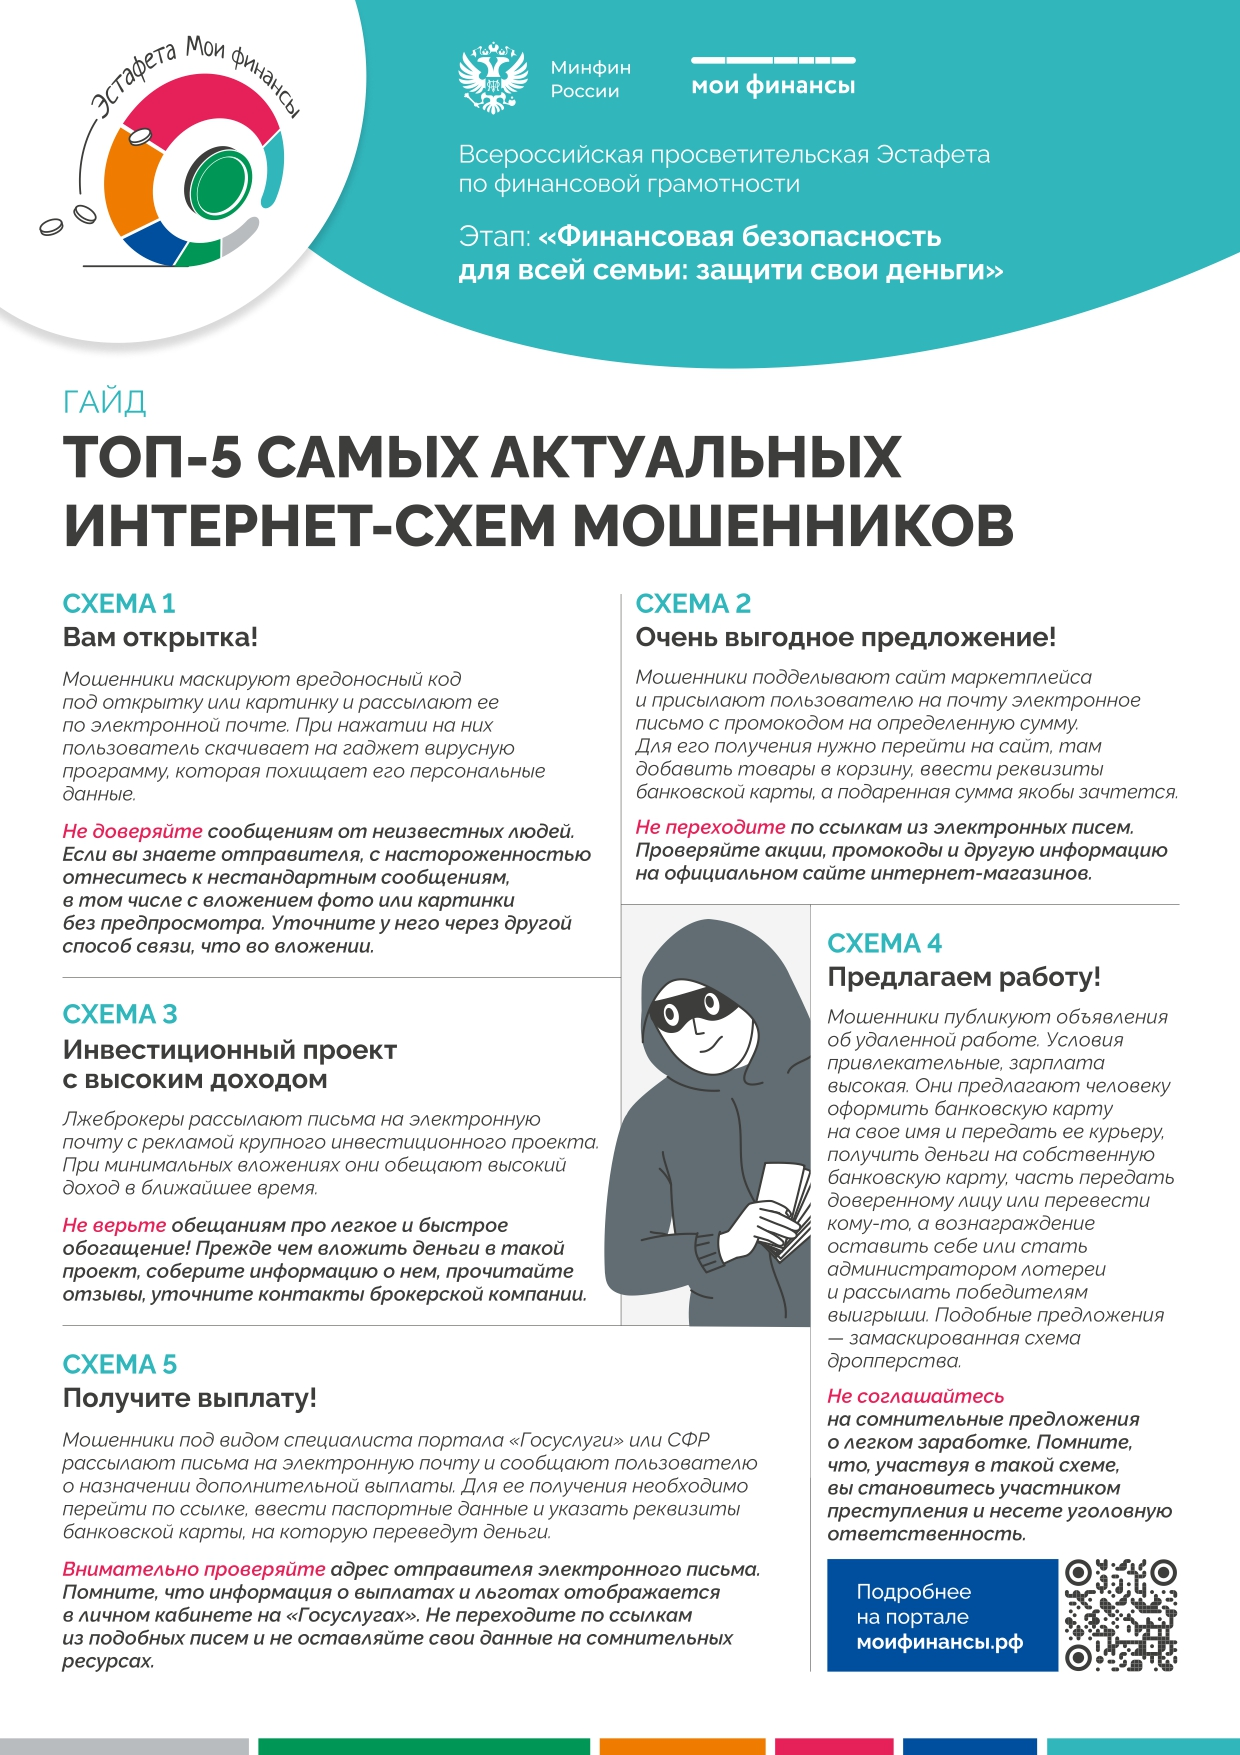 Эстафета Мои финансы
Минфин
России
мои финансы
Всероссийская просветительская Эстафета
по финансовой грамотности
Этап: «Финансовая безопасность
для всей семьи: защити свои деньги»
ГАЙД
ТОП-5 САМЫХ АКТУАЛЬНЫХ
ИНТЕРНЕТ-СХЕМ МОШЕННИКОВ
СХЕМА 1
Вам открытка!
Мошенники маскируют вредоносный код
под открытку или картинку и рассылают ее
по электронной почте. При нажатии на них
пользователь скачивает на гаджет вирусную
программу, которая похищает его персональные
данные.
Не доверяйте сообщениям от неизвестных людей.
Если вы знаете отправителя, с настороженностью
отнеситесь к нестандартным сообщениям,
в том числе с вложением фото или картинки
без предпросмотра. Уточните у него через другой
способ связи, что во вложении.
СХЕМА 2
Очень выгодное предложение!
Мошенники подделывают сайт маркетплейса
и присылают пользователю на почту электронное
письмо с промокодом на определенную сумму.
Для его получения нужно перейти на сайт, там
добавить товары в корзину, ввести реквизиты
банковской карты, а подаренная сумма якобы зачтется.
Не переходите по ссылкам из электронных писем.
Проверяйте акции, промокоды и другую информацию
на официальном сайте интернет-магазинов.
СХЕМА 3
Инвестиционный проект
с высоким доходом
Лжеброкеры рассылают письма на электронную
почту с рекламой крупного инвестиционного проекта.
При минимальных вложениях они обещают высокий
доход в ближайшее время.
Не верьте обещаниям про легкое и быстрое
обогащение! Прежде чем вложить деньги в такой
проект, соберите информацию о нем, прочитайте
отзывы, уточните контакты брокерской компании.
СХЕМА 4
Предлагаем работу!
Мошенники публикуют объявления
об удаленной работе. Условия
привлекательные, зарплата
высокая. Они предлагают человеку
оформить банковскую карту
на свое имя и передать ее курьеру,
получить деньги на собственную
банковскую карту, часть передать
доверенному лицу или перевести
кому-то, а вознаграждение
оставить себе или стать
администратором лотереи
и рассылать победителям
выигрыши. Подобные предложения
— замаскированная схема
дропперства.
Не соглашайтесь
на сомнительные предложения
о легком заработке. Помните,
что, участвуя в такой схеме,
вы становитесь участником
преступления и несете уголовную
ответственность.
СХЕМА 5
Получите выплату!
Мошенники под видом специалиста портала «Госуслуги» или СФР
рассылают письма на электронную почту и сообщают пользователю
о назначении дополнительной выплаты. Для ее получения необходимо
перейти по ссылке, ввести паспортные данные и указать реквизиты
банковской карты, на которую переведут деньги.
Внимательно проверяйте адрес отправителя электронного письма.
Помните, что информация о выплатах и льготах отображается
в личном кабинете на «Госуслугах». Не переходите по ссылкам
из подобных писем и не оставляйте свои данные на сомнительных
ресурсах.
Подробнее
на портале
моифинансы.рф